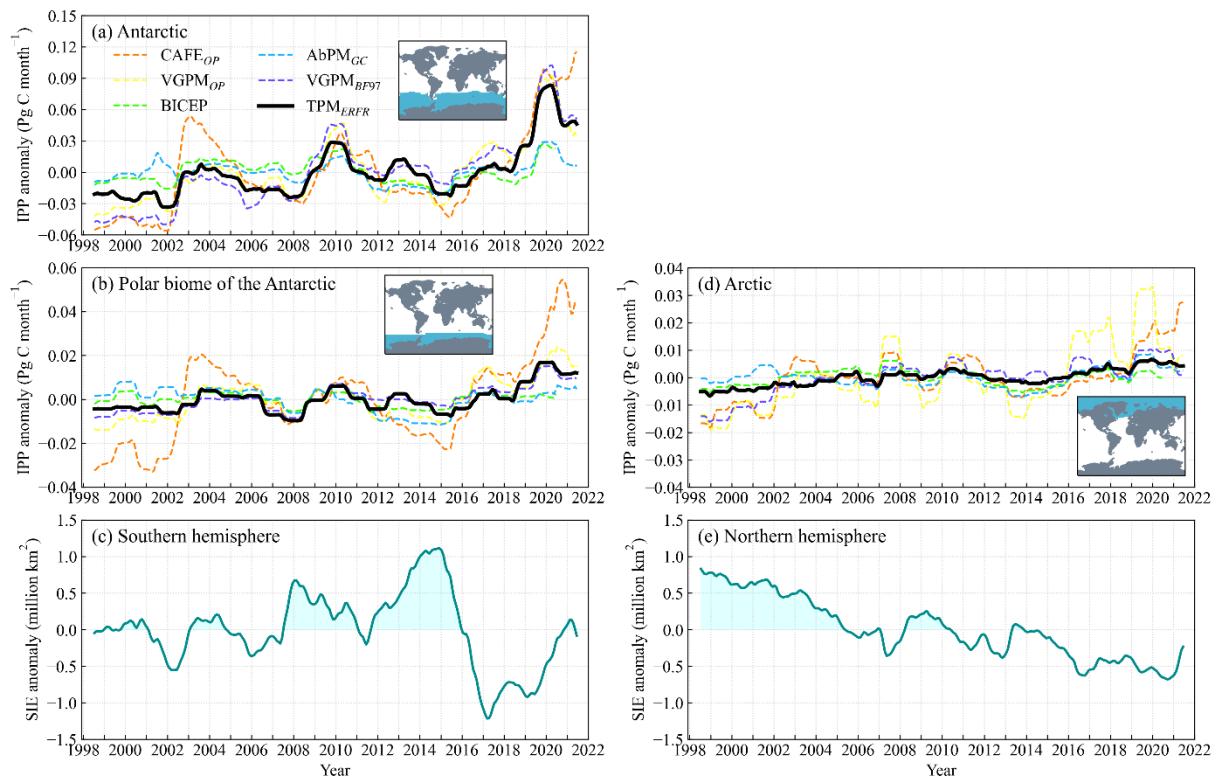 (a) Antarctic
CAFE_OP
VGPM_OP
BICEP
AbPM_GC
VGPM_BF97
TPM_ERFR
IPP anomaly (Pg C month⁻¹)
0.15
0.12
0.09
0.06
0.03
0.00
−0.03
−0.06
1998 2000 2002 2004 2006 2008 2010 2012 2014 2016 2018 2020 2022
(b) Polar biome of the Antarctic
IPP anomaly (Pg C month⁻¹)
0.06
0.04
0.02
0.00
−0.02
−0.04
1998 2000 2002 2004 2006 2008 2010 2012 2014 2016 2018 2020 2022
(d) Arctic
IPP anomaly (Pg C month⁻¹)
0.04
0.03
0.02
0.01
0.00
−0.01
−0.02
0.003
−0.04
1998 2000 2002 2004 2006 2008 2010 2012 2014 2016 2018 2020 2022
(c) Southern hemisphere
SIE anomaly (million km²)
1.5
1.0
0.5
0.0
−0.5
−1.0
−1.5
1998 2000 2002 2004 2006 2008 2010 2012 2014 2016 2018 2020 2022
Year
(e) Northern hemisphere
SIE anomaly (million km²)
1.5
1.0
0.5
0.0
−0.5
−1.0
−1.5
1998 2000 2002 2004 2006 2008 2010 2012 2014 2016 2018 2020 2022
Year